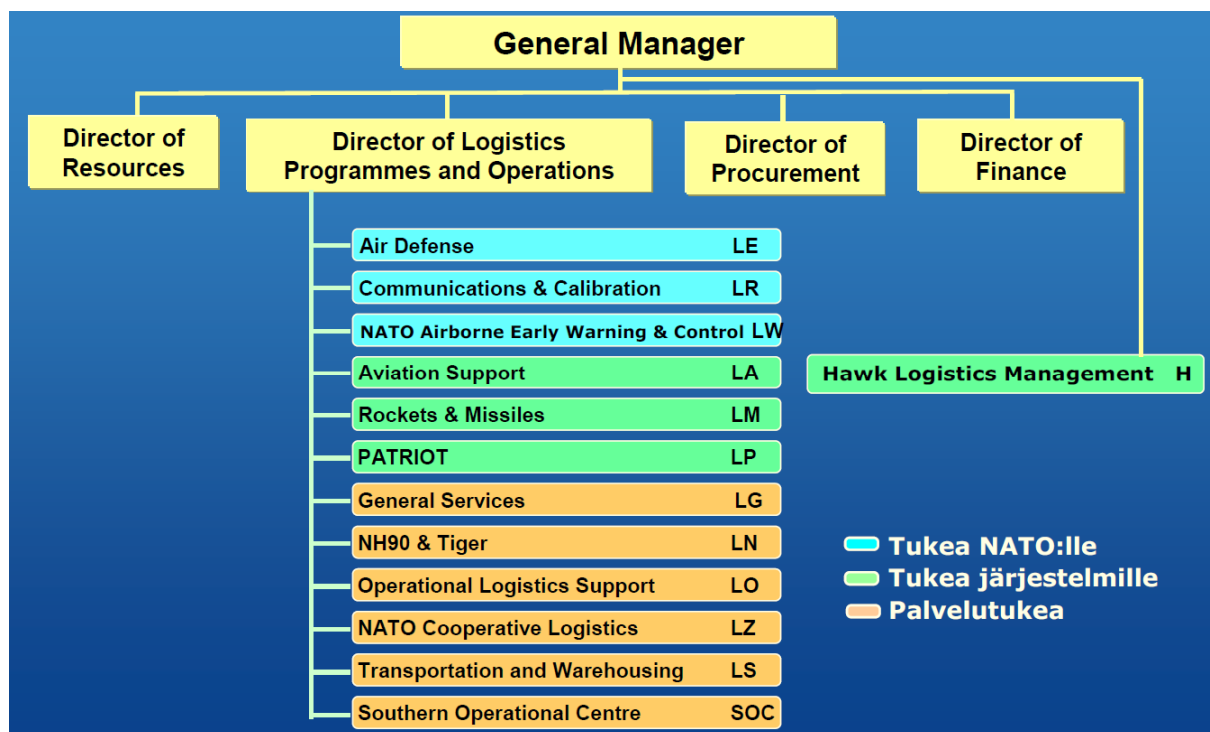 General Manager
Director of
Resources
Director of Logistics
Programmes and Operations
Director of
Procurement
Director of
Finance
Air Defense LE
Communications & Calibration LR
NATO Airborne Early Warning & Control LW
Aviation Support LA
Hawk Logistics Management H
Rockets & Missiles LM
PATRIOT LP
General Services LG
NH90 & Tiger LN
Operational Logistics Support LO
NATO Cooperative Logistics LZ
Transportation and Warehousing LS
Southern Operational Centre SOC
Tukea NATO:lle
Tukea järjestelmille
Palvelutukea